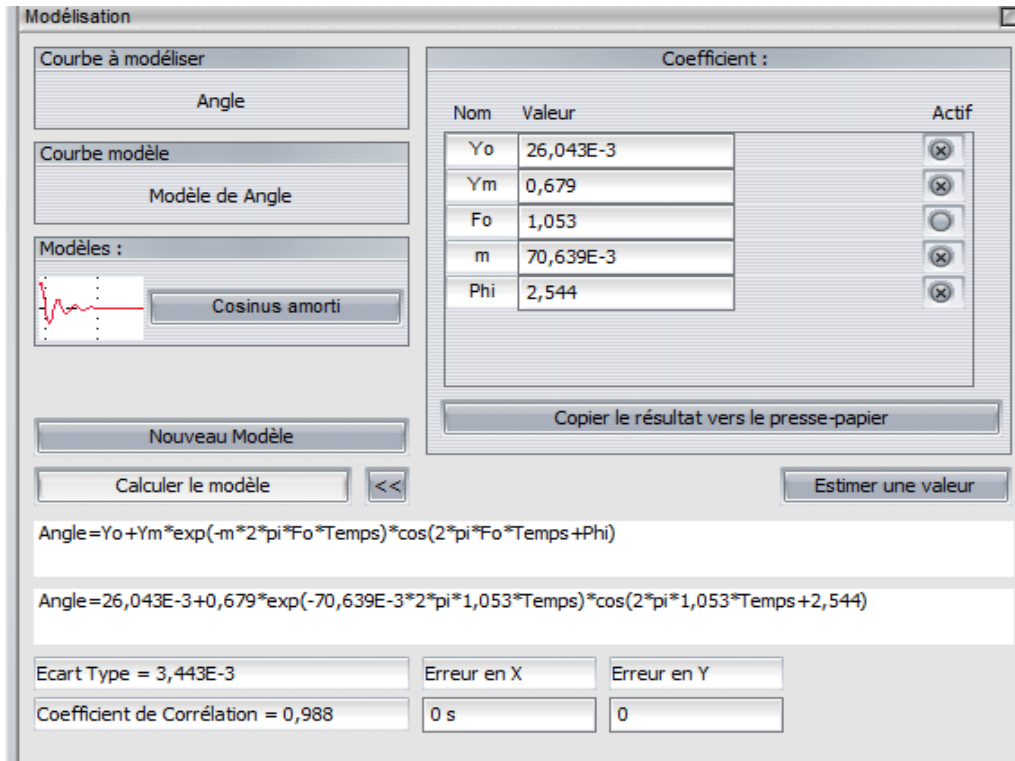 Modélisation
Courbe à modéliser
Angle
Courbe modèle
Modèle de Angle
Modèles :
Cosinus amorti
Nouveau Modèle
Calculer le modèle
<<
Coefficient :
Nom Valeur Actif
Yo 26,043E-3
Ym 0,679
Fo 1,053
m 70,639E-3
Phi 2,544
Copier le résultat vers le presse-papier
Estimer une valeur
Angle=Yo+Ym*exp(-m*2*pi*Fo*Temps)*cos(2*pi*Fo*Temps+Phi)
Angle=26,043E-3+0,679*exp(-70,639E-3*2*pi*1,053*Temps)*cos(2*pi*1,053*Temps+2,544)
Ecart Type = 3,443E-3
Erreur en X
Erreur en Y
Coefficient de Corrélation = 0,988
0 s
0